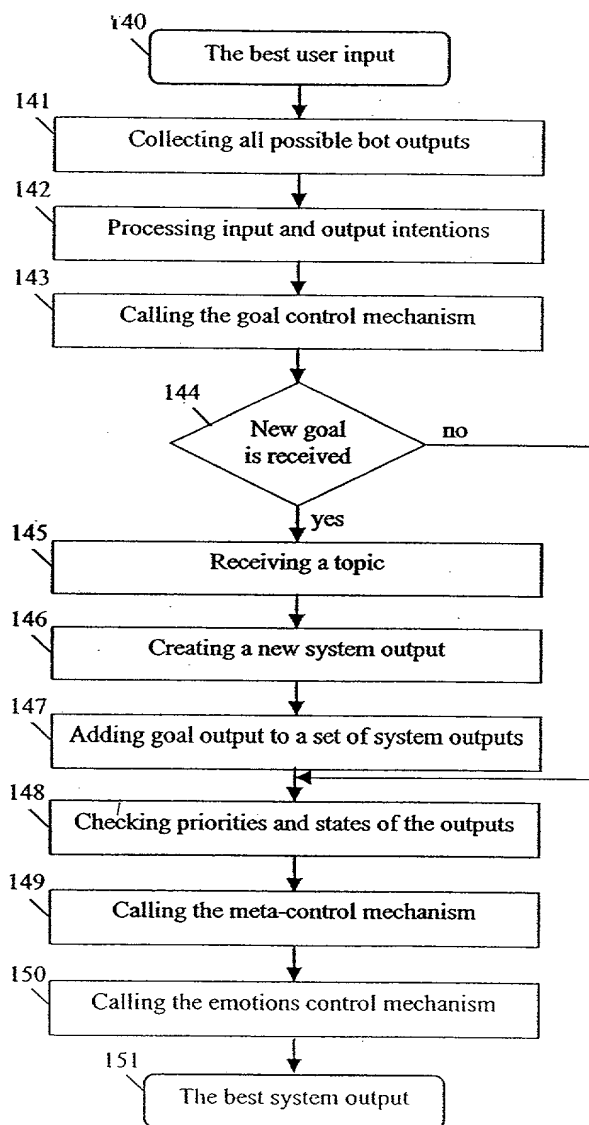 140
The best user input
141
Collecting all possible bot outputs
142
Processing input and output intentions
143
Calling the goal control mechanism
144
New goal
is received
no
yes
145
Receiving a topic
146
Creating a new system output
147
Adding goal output to a set of system outputs
148
Checking priorities and states of the outputs
149
Calling the meta-control mechanism
150
Calling the emotions control mechanism
151
The best system output